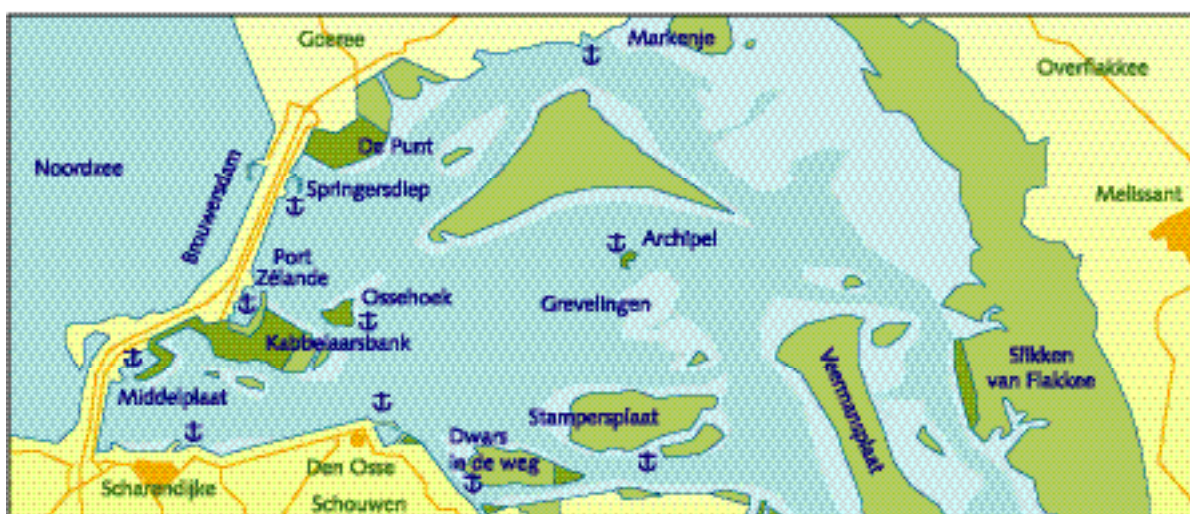 Goeree
Markenje
Overflakkee
De Punt
Noordzee
Brouwersdam
Springersdiep
Melissant
Archipel
Port
Zélande
Ossehoek
Grevelingen
Kabbelaarsbank
Slikken
van Flakkee
Middelplaat
Veermansplaat
Stampersplaat
Dwars
in de weg
Den Osse
Scharendijke
Schouwen